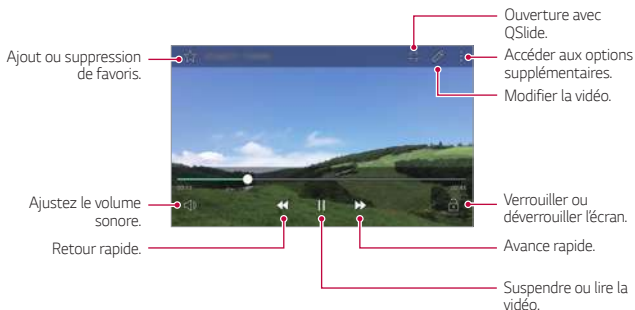 Ouverture avec
QSlide.
Ajout ou suppression
de favoris.
Accéder aux options
supplémentaires.
Modifier la vidéo.
Ajustez le volume
sonore.
Verrouiller ou
déverrouiller l'écran.
Retour rapide.
Avance rapide.
Suspendre ou lire la
vidéo.